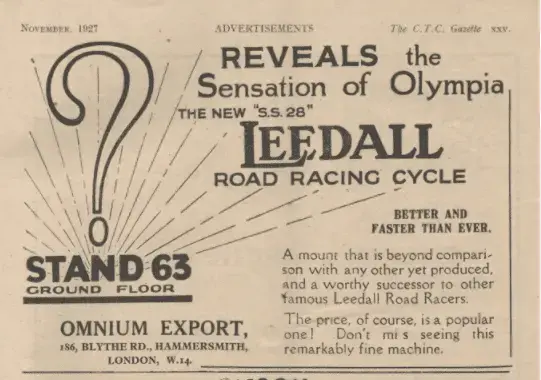 NOVEMBER, 1927 ADVERTISEMENTS The C.T.C. Gazette XXV.
?
REVEALS the
Sensation of Olympia
THE NEW "S.S. 28"
LEEDALL
ROAD RACING CYCLE
BETTER AND
FASTER THAN EVER.
STAND 63
GROUND FLOOR
OMNIUM EXPORT,
186, BLYTHE RD., HAMMERSMITH,
LONDON, W.14.
A mount that is beyond compari-
son with any other yet produced,
and a worthy successor to other
famous Leedall Road Racers.
The price, of course, is a popular
one! Don't mi s seeing this
remarkably fine machine.